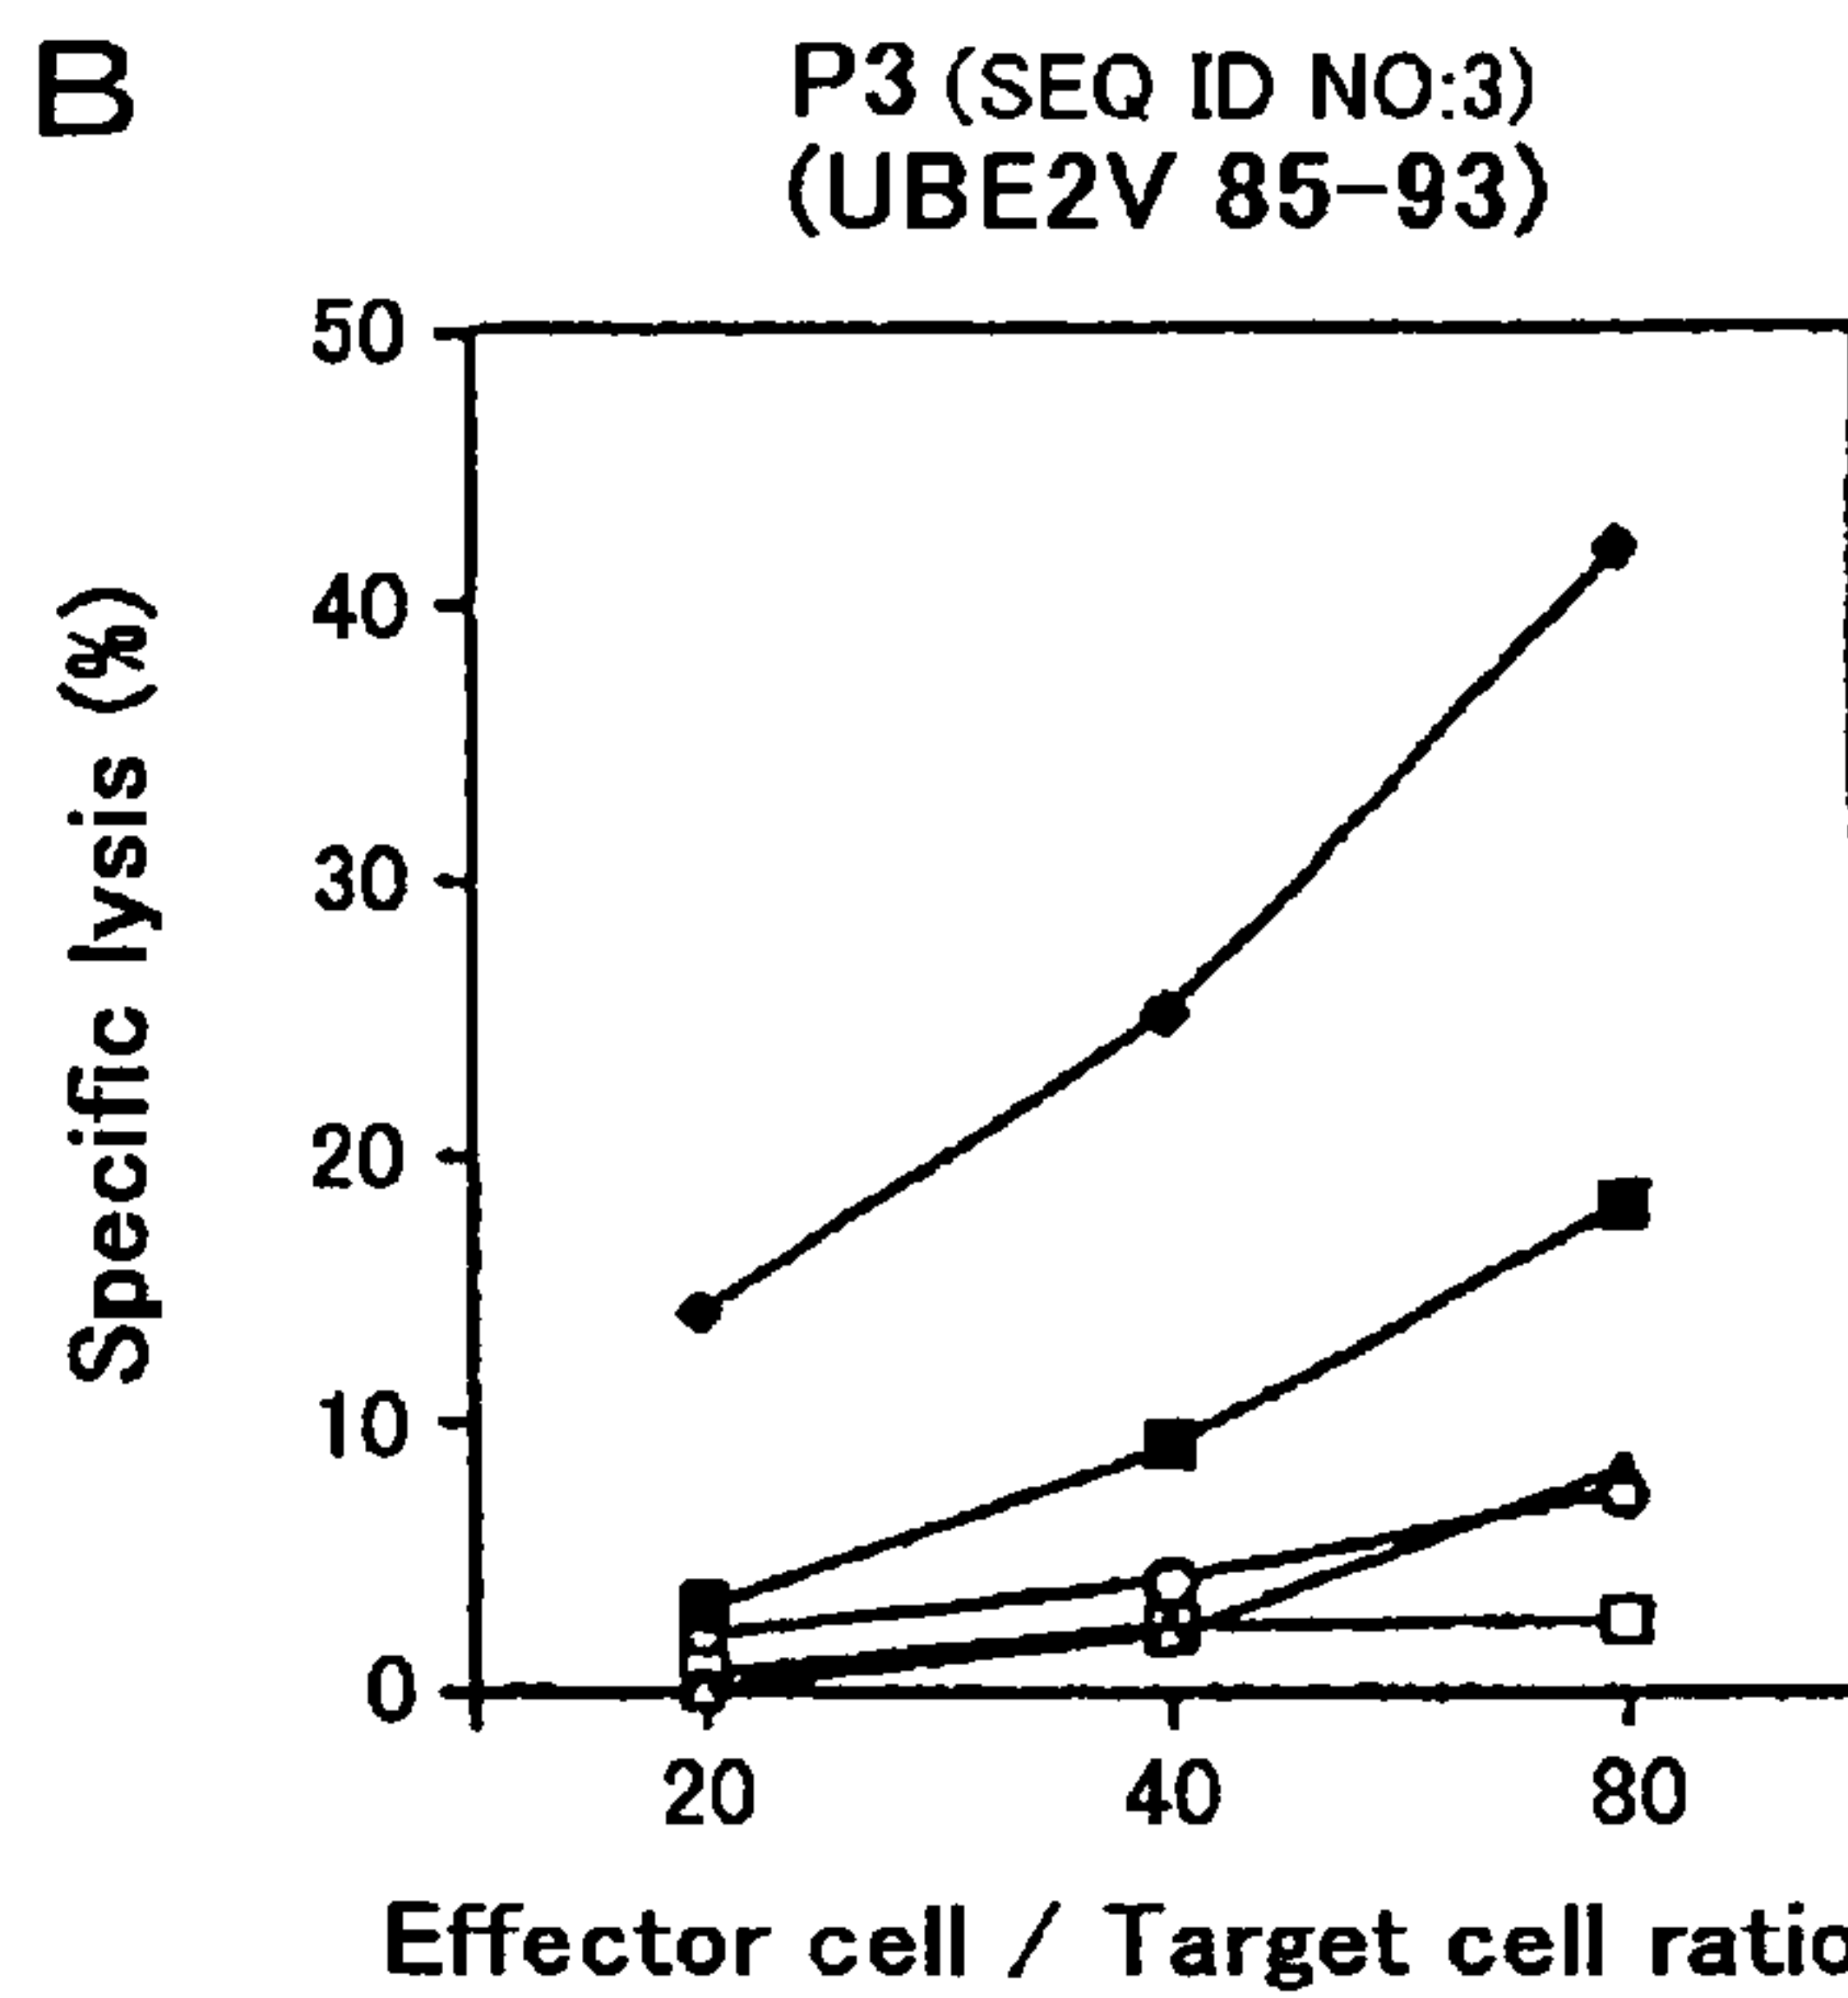 B
P3 (SEQ ID NO:3)
(UBE2V 85-93)
Specific lysis (%)
50
40
30
20
10
0
20 40 80
Effector cell / Target cell ratio